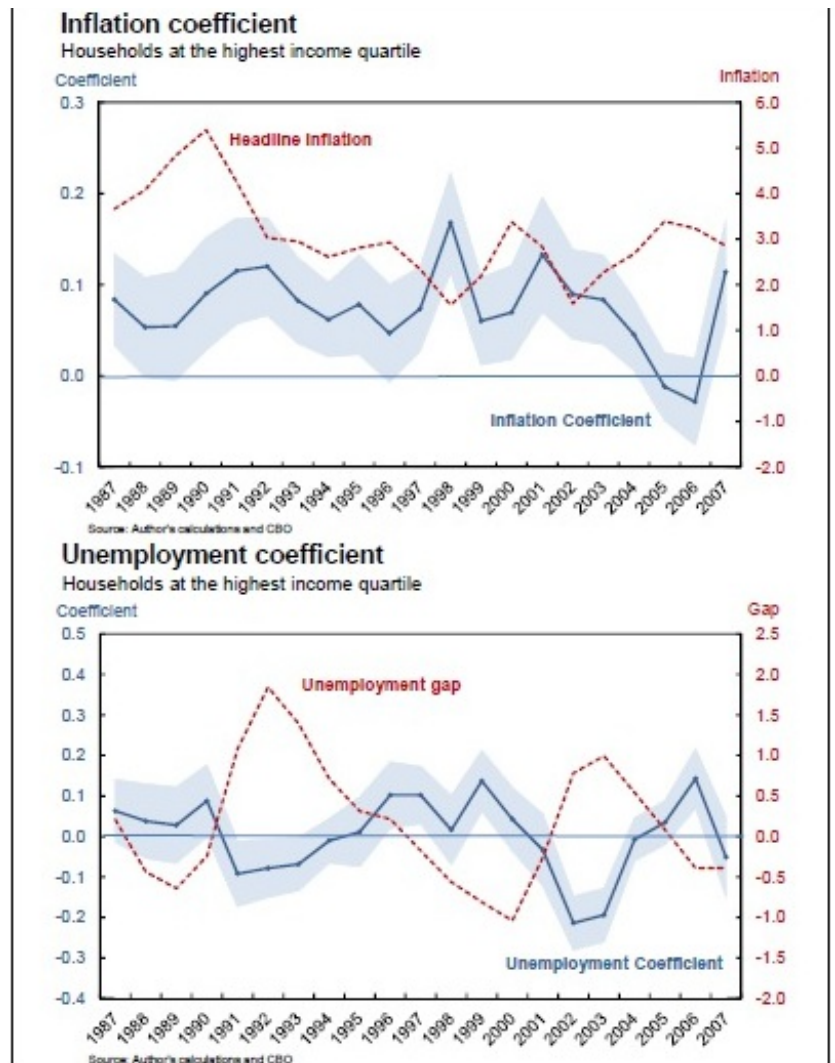 Inflation coefficient
Households at the highest income quartile
Coefficient Inflation
0.3 6.0
Headline Inflation
5.0
0.2 4.0
3.0
0.1 2.0
1.0
0.0 0.0
Inflation Coefficient
-1.0
-0.1 -2.0
1987 1988 1989 1990 1991 1992 1993 1994 1995 1996 1997 1998 1999 2000 2001 2002 2003 2004 2005 2006 2007
Source: Author's calculations and CBO
Unemployment coefficient
Households at the highest income quartile
Coefficient Gap
0.5 2.5
0.4 2.0
Unemployment gap
0.3 1.5
0.2 1.0
0.1 0.5
0.0 0.0
-0.1 -0.5
-0.2 -1.0
-0.3 -1.5
Unemployment Coefficient
-0.4 -2.0
1987 1988 1989 1990 1991 1992 1993 1994 1995 1996 1997 1998 1999 2000 2001 2002 2003 2004 2005 2006 2007
Source: Author's calculations and CBO